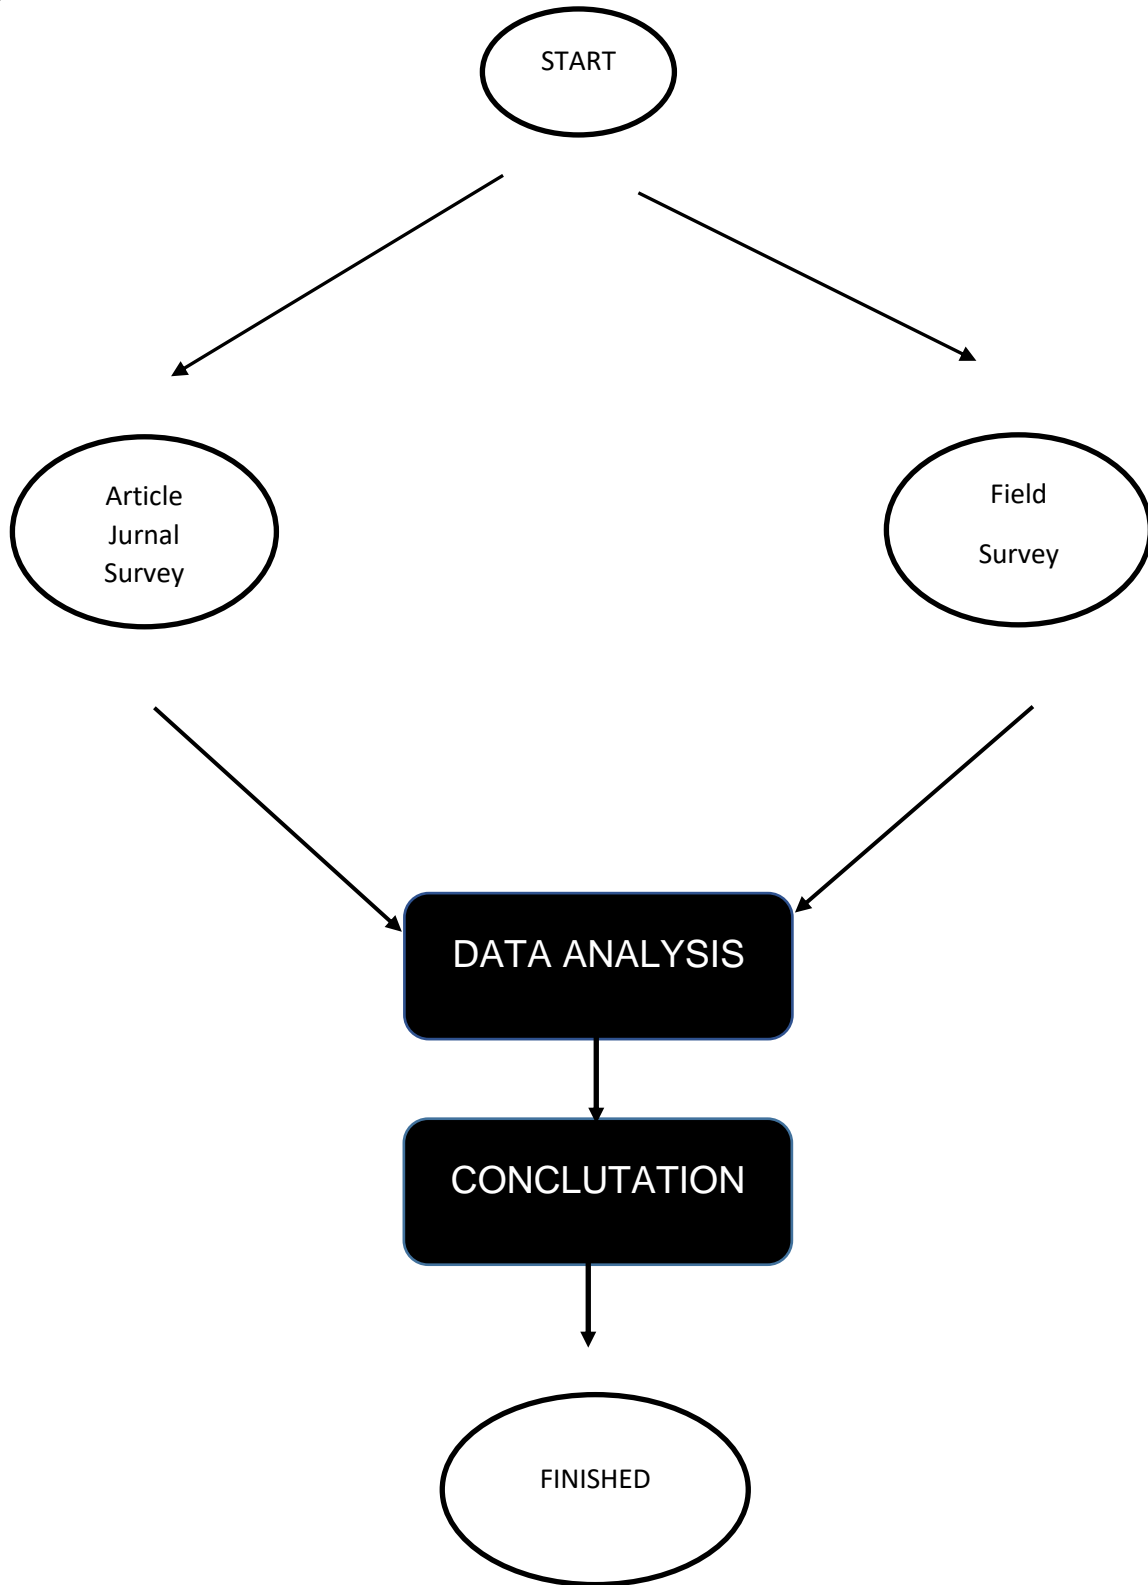 START
Article
Jurnal
Survey
Field
Survey
DATA ANALYSIS
CONCLUTATION
FINISHED